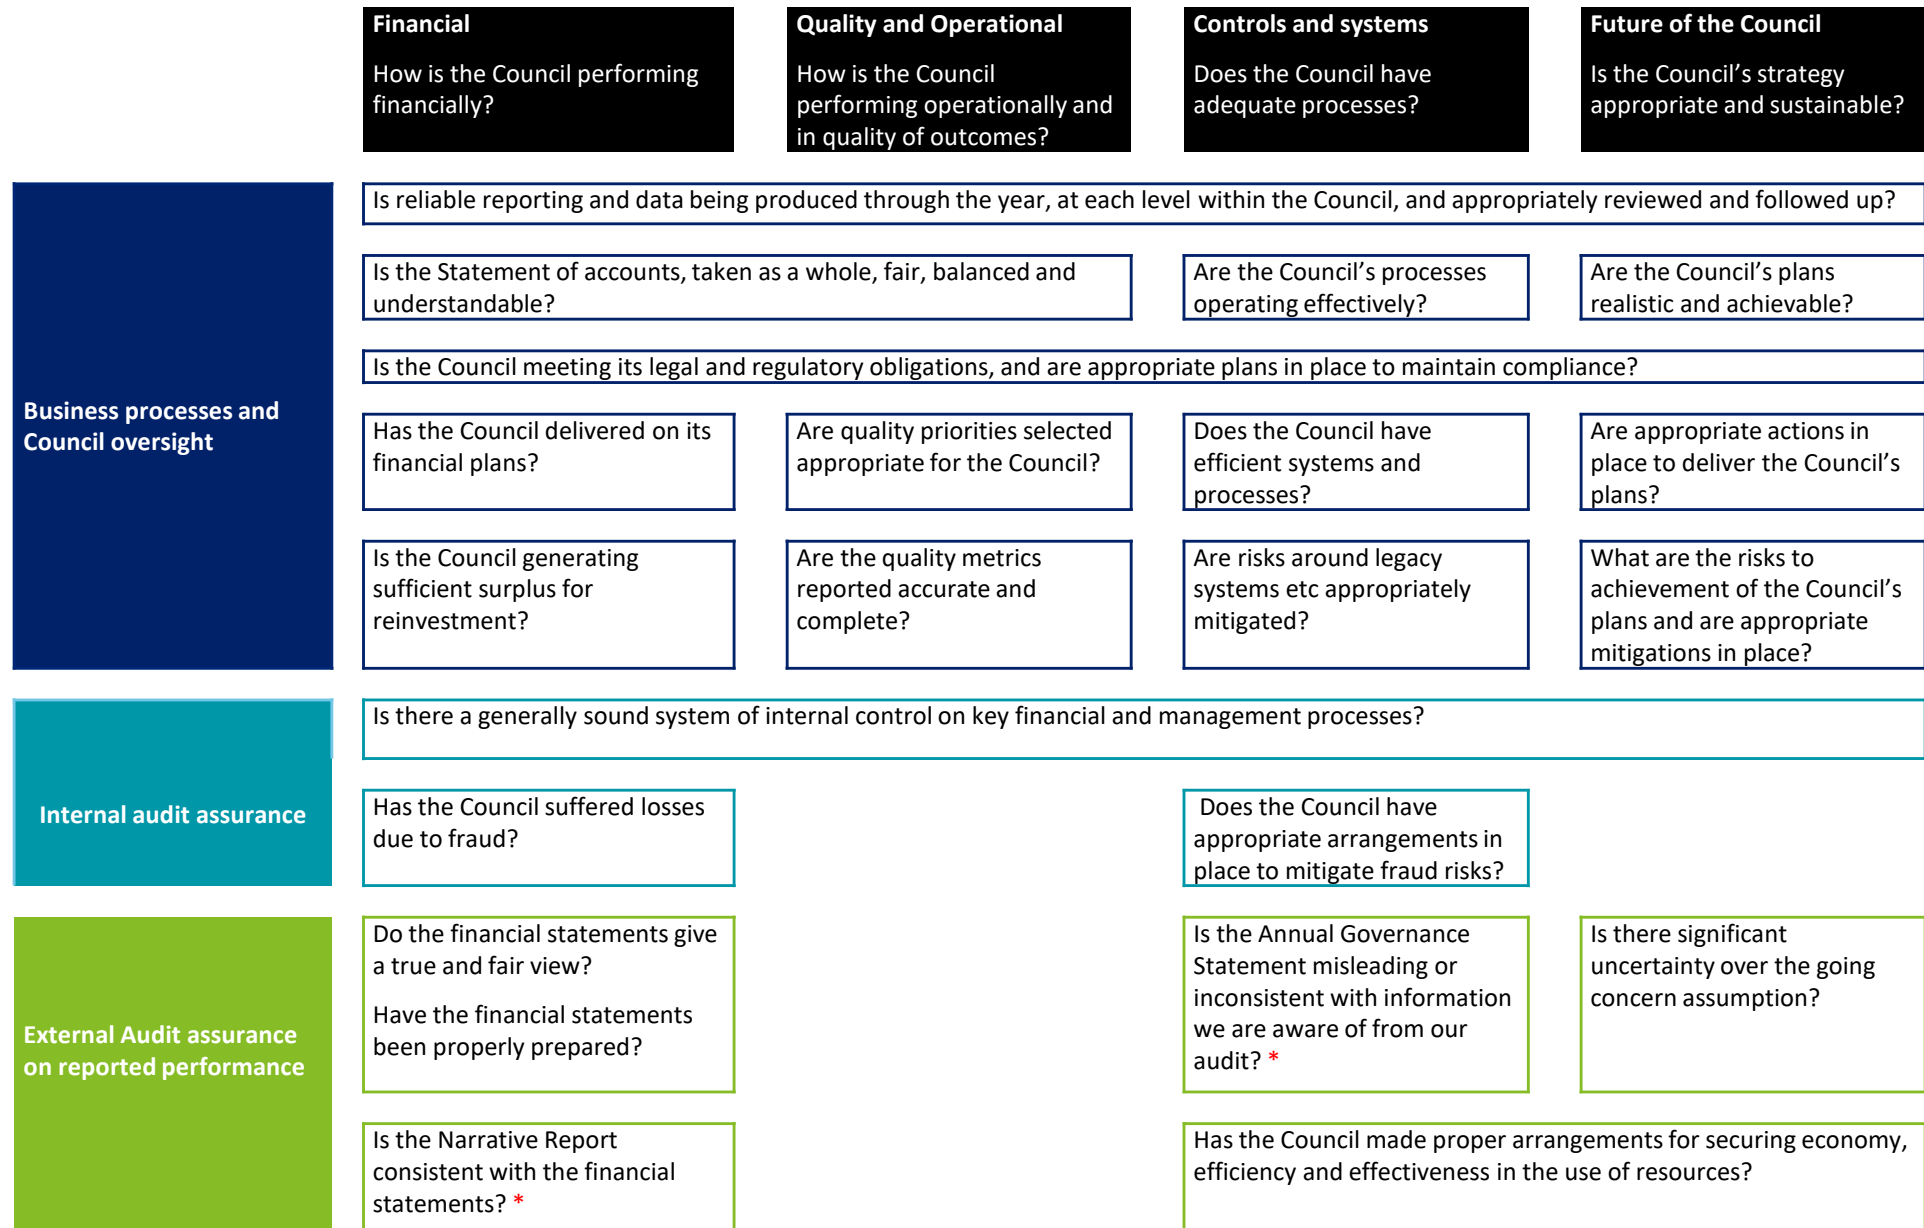 Financial
How is the Council performing
financially?
Quality and Operational
How is the Council
performing operationally and
in quality of outcomes?
Controls and systems
Does the Council have
adequate processes?
Future of the Council
Is the Council’s strategy
appropriate and sustainable?
Business processes and
Council oversight
Is reliable reporting and data being produced through the year, at each level within the Council, and appropriately reviewed and followed up?
Is the Statement of accounts, taken as a whole, fair, balanced and
understandable?
Are the Council’s processes
operating effectively?
Are the Council’s plans
realistic and achievable?
Is the Council meeting its legal and regulatory obligations, and are appropriate plans in place to maintain compliance?
Has the Council delivered on its
financial plans?
Are quality priorities selected
appropriate for the Council?
Does the Council have
efficient systems and
processes?
Are appropriate actions in
place to deliver the Council’s
plans?
Is the Council generating
sufficient surplus for
reinvestment?
Are the quality metrics
reported accurate and
complete?
Are risks around legacy
systems etc appropriately
mitigated?
What are the risks to
achievement of the Council’s
plans and are appropriate
mitigations in place?
Internal audit assurance
Is there a generally sound system of internal control on key financial and management processes?
Has the Council suffered losses
due to fraud?
Does the Council have
appropriate arrangements in
place to mitigate fraud risks?
External Audit assurance
on reported performance
Do the financial statements give
a true and fair view?
Have the financial statements
been properly prepared?
Is the Annual Governance
Statement misleading or
inconsistent with information
we are aware of from our
audit? *
Is there significant
uncertainty over the going
concern assumption?
Is the Narrative Report
consistent with the financial
statements? *
Has the Council made proper arrangements for securing economy,
efficiency and effectiveness in the use of resources?